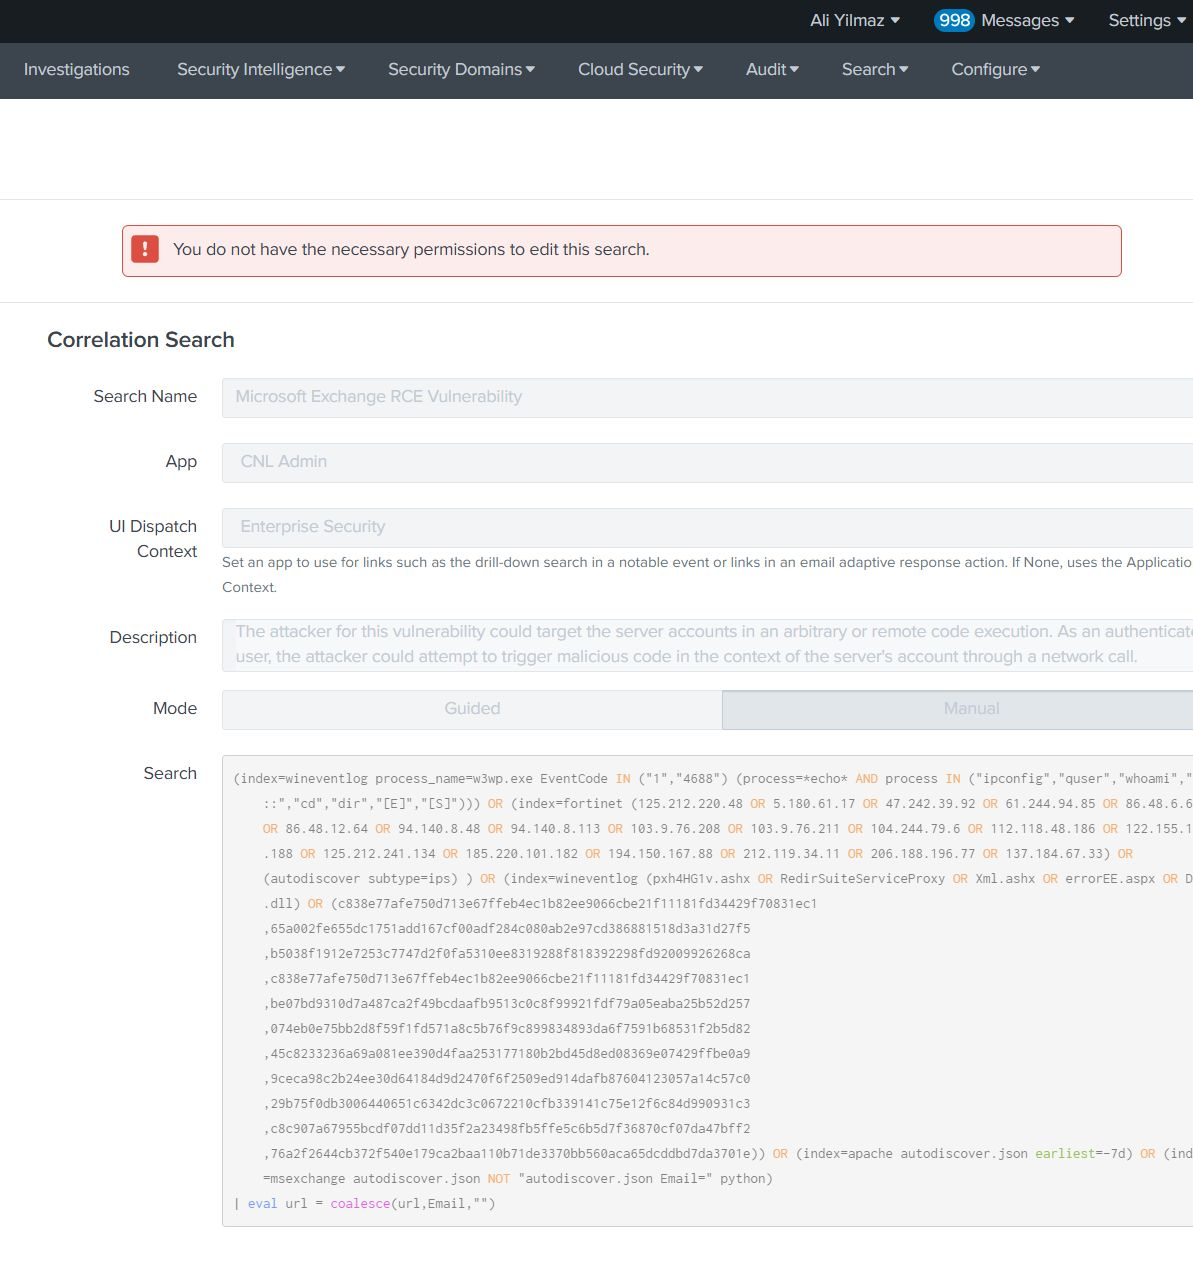 Ali Yilmaz 998 Messages Settings
Investigations Security Intelligence Security Domains Cloud Security Audit Search Configure
You do not have the necessary permissions to edit this search.
Correlation Search
Search Name Microsoft Exchange RCE Vulnerability
App CNL Admin
UI Dispatch Context Enterprise Security
Set an app to use for links such as the drill-down search in a notable event or links in an email adaptive response action. If None, uses the Applicatio
Context.
Description The attacker for this vulnerability could target the server accounts in an arbitrary or remote code execution. As an authenticate
user, the attacker could attempt to trigger malicious code in the context of the server's account through a network call.
Mode Guided Manual
Search
(index=wineventlog process_name=w3wp.exe EventCode IN ("1","4688") (process=*echo* AND process IN ("ipconfig","quser","whoami","
::","cd","dir","[E]","[S]"))) OR (index=fortinet (125.212.220.48 OR 5.180.61.17 OR 47.242.39.92 OR 61.244.94.85 OR 86.48.6.6
OR 86.48.12.64 OR 94.140.8.48 OR 94.140.8.113 OR 103.9.76.208 OR 103.9.76.211 OR 104.244.79.6 OR 112.118.48.186 OR 122.155.1
.188 OR 125.212.241.134 OR 185.220.101.182 OR 194.150.167.88 OR 212.119.34.11 OR 206.188.196.77 OR 137.184.67.33) OR
(autodiscover subtype=ips) ) OR (index=wineventlog (pxh4HG1v.ashx OR RedirSuiteServiceProxy OR Xml.ashx OR errorEE.aspx OR D
.dll) OR (c838e77afe750d713e67ffeb4ec1b82ee9066cbe21f11181fd34429f70831ec1
,65a002fe655dc1751add167cf00adf284c080ab2e97cd386881518d3a31d27f5
,b5038f1912e7253c7747d2f0fa5310ee8319288f818392298fd92009926268ca
,c838e77afe750d713e67ffeb4ec1b82ee9066cbe21f11181fd34429f70831ec1
,be07bd9310d7a487ca2f49bcdaafb9513c0c8f99921fdf79a05eaba25b52d257
,074eb0e75bb2d8f59f1fd571a8c5b76f9c899834893da6f7591b68531f2b5d82
,45c8233236a69a081ee390d4faa253177180b2bd45d8ed08369e07429ffbe0a9
,9ceca98c2b24ee30d64184d9d2470f6f2509ed914dafb87604123057a14c57c0
,29b75f0db3006440651c6342dc3c0672210cfb339141c75e12f6c84d990931c3
,c8c907a67955bcdf07dd11d35f2a23498fb5ffe5c6b5d7f36870cf07da47bff2
,76a2f2644cb372f540e179ca2baa110b71de3370bb560aca65dcddbd7da3701e)) OR (index=apache autodiscover.json earliest=-7d) OR (ind
=msexchange autodiscover.json NOT "autodiscover.json Email=" python)
| eval url = coalesce(url,Email,"")